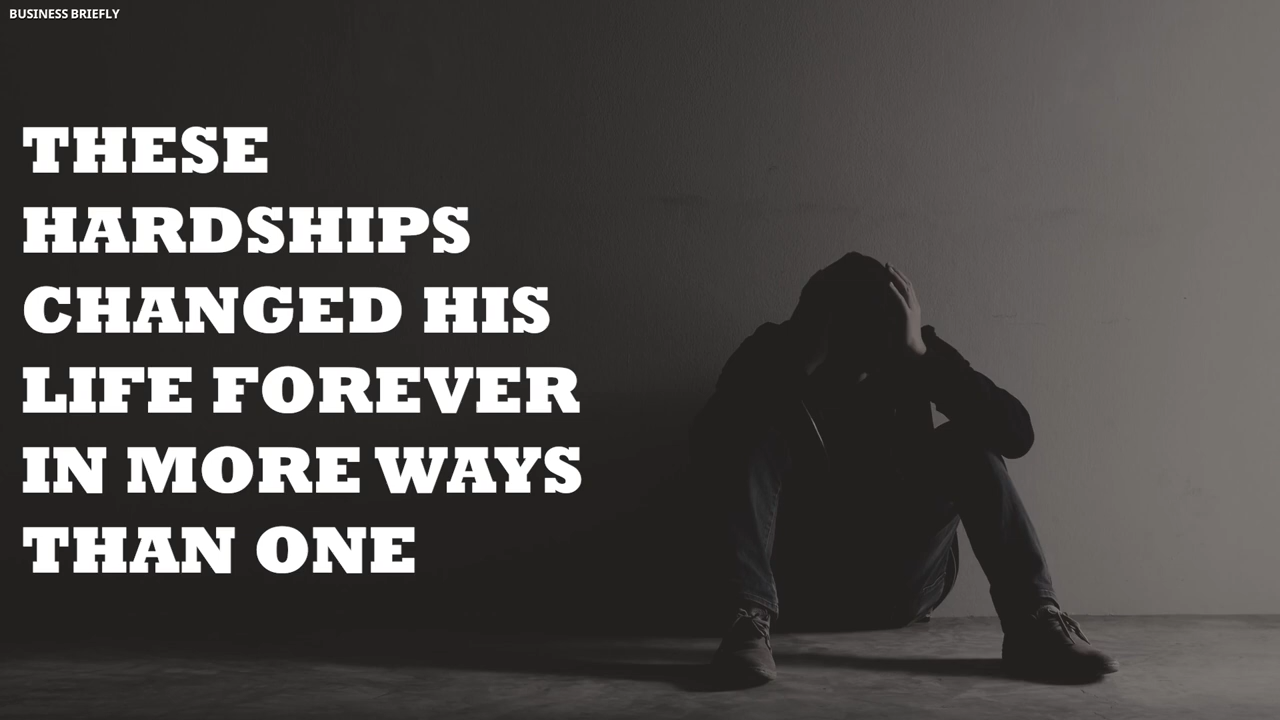 BUSINESS BRIEFLY
THESE
HARDSHIPS
CHANGED HIS
LIFE FOREVER
IN MORE WAYS
THAN ONE